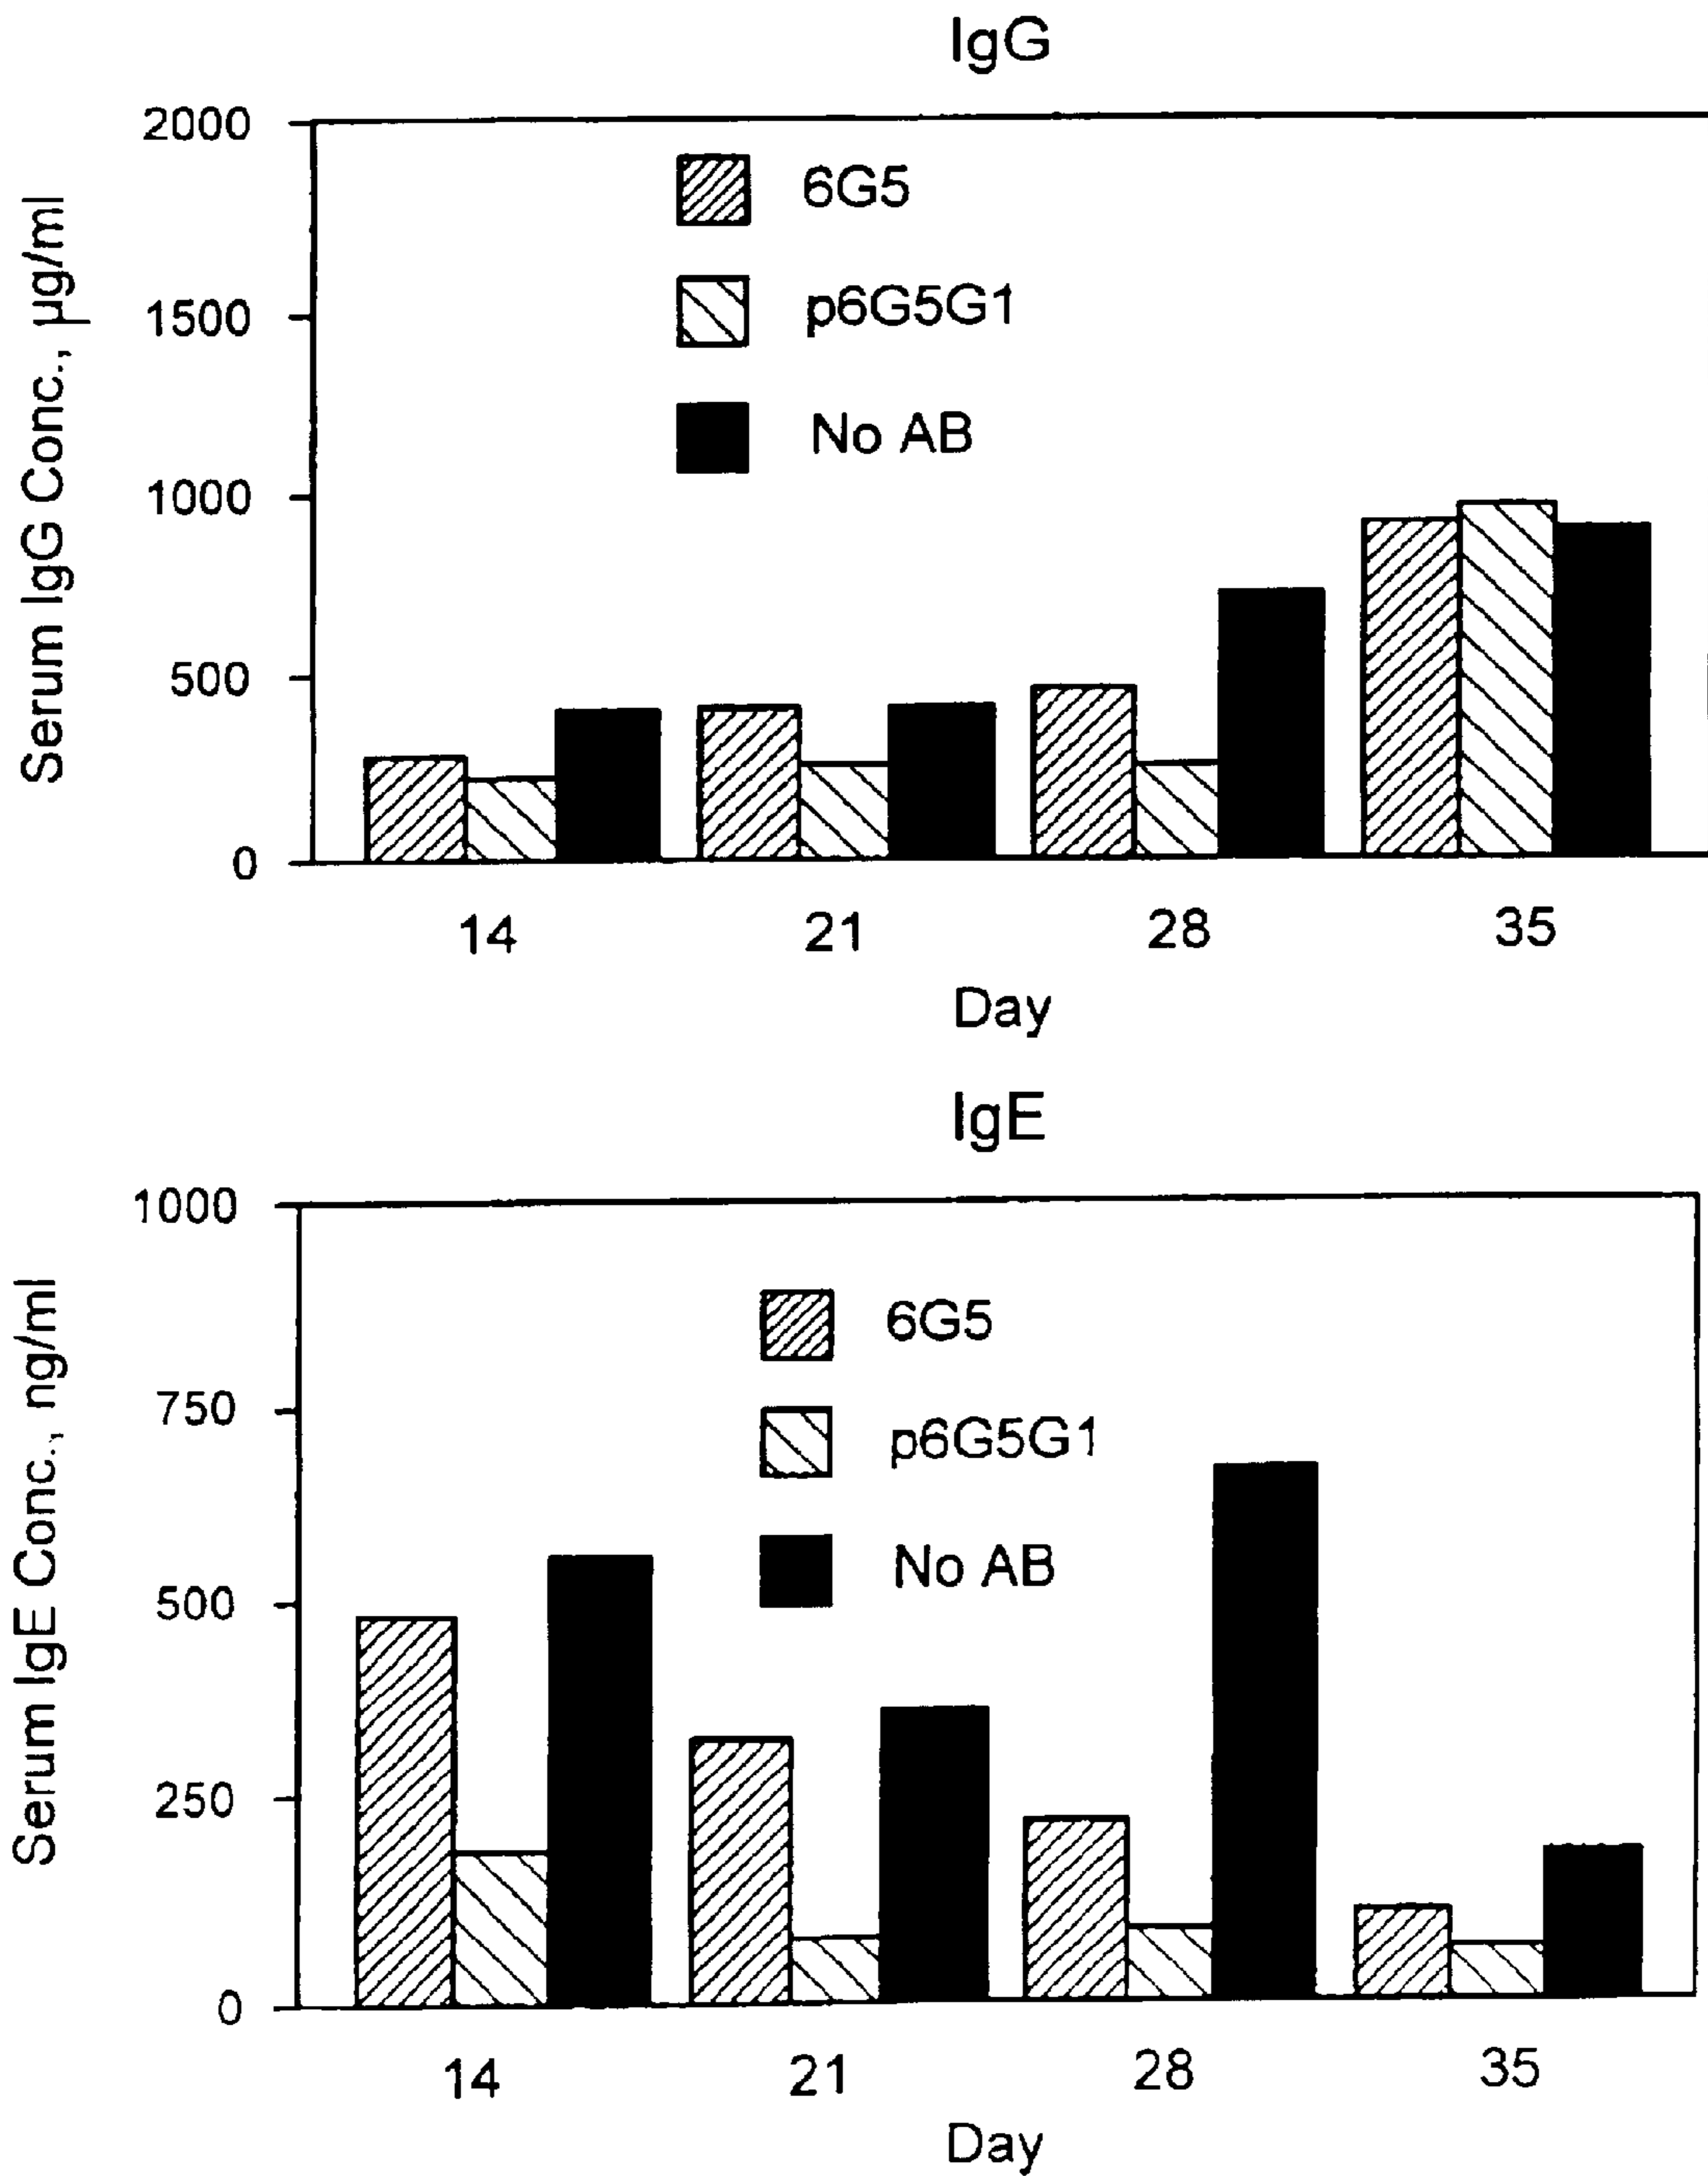 IgG
Serum IgG Conc., µg/ml
2000
1500
1000
500
0
6G5
p6G5G1
No AB
14 21 28 35
Day
IgE
Serum IgE Conc., ng/ml
1000
750
500
250
0
6G5
p6G5G1
No AB
14 21 28 35
Day